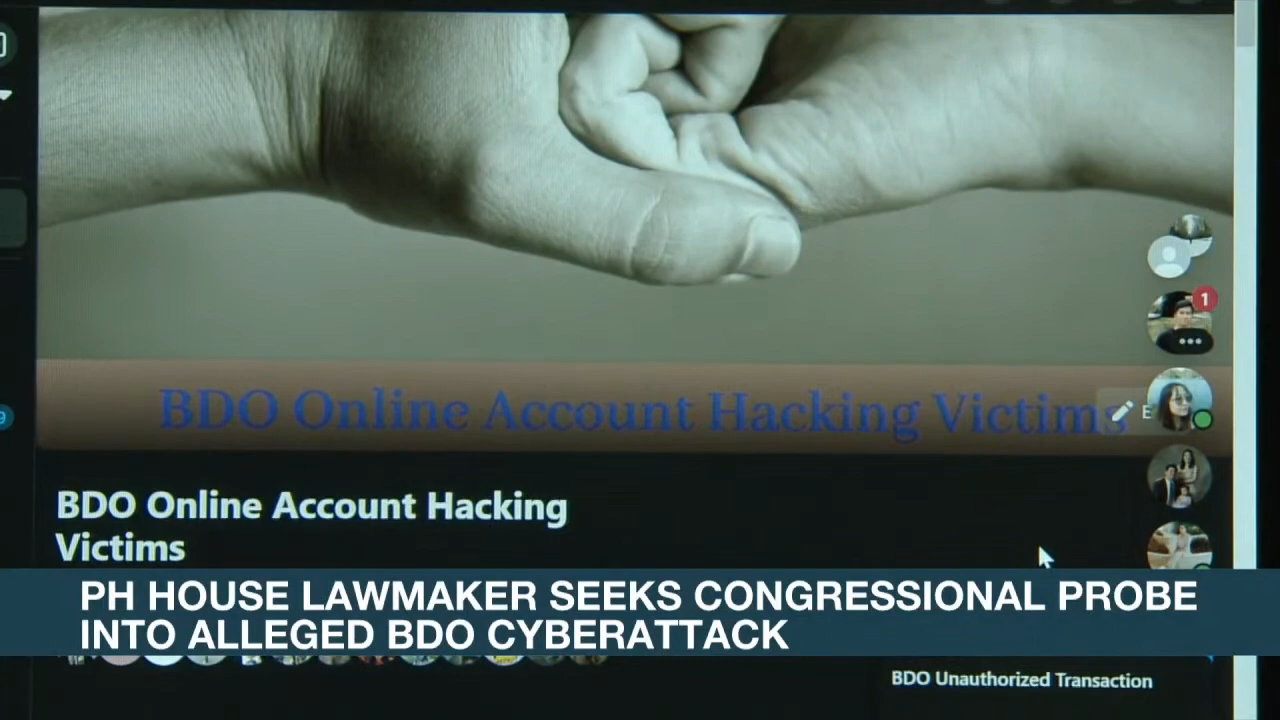 1
BDO Online Account Hacking Victims
E
BDO Online Account Hacking
Victims
PH HOUSE LAWMAKER SEEKS CONGRESSIONAL PROBE
INTO ALLEGED BDO CYBERATTACK
BDO Unauthorized Transaction